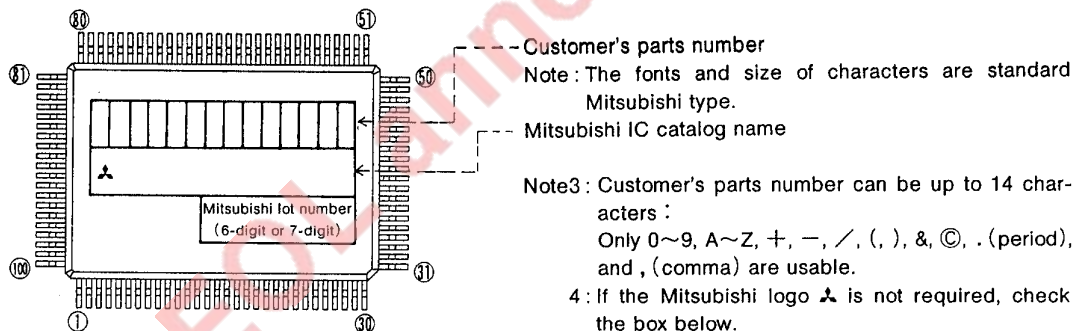 80 51
81 50
100 31
1 30
Mitsubishi lot number
(6-digit or 7-digit)
Customer's parts number
Note : The fonts and size of characters are standard
Mitsubishi type.
Mitsubishi IC catalog name
Note3 : Customer's parts number can be up to 14 char-
acters :
Only 0~9, A~Z, +, −, ／, (, ), &, Ⓒ, . (period),
and , (comma) are usable.
4 : If the Mitsubishi logo is not required, check
the box below.
EOL anno